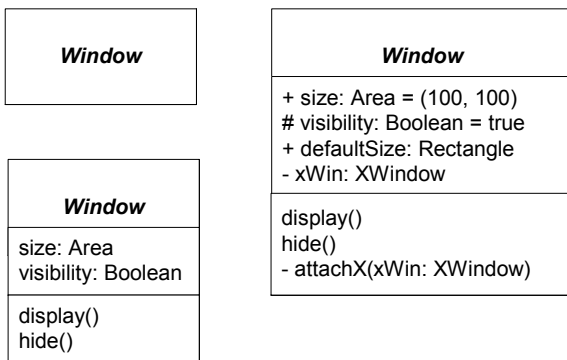 Window
Window
size: Area
visibility: Boolean
display()
hide()
Window
+ size: Area = (100, 100)
# visibility: Boolean = true
+ defaultSize: Rectangle
- xWin: XWindow
display()
hide()
- attachX(xWin: XWindow)